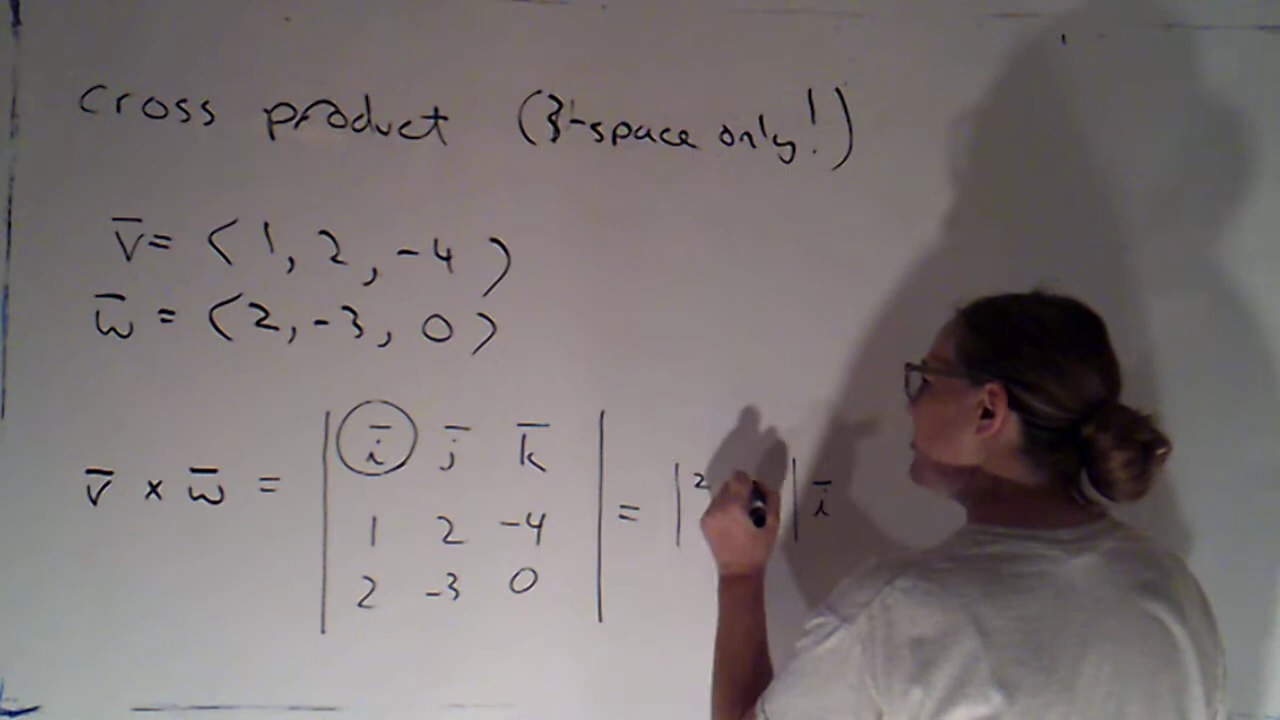 cross product (3-space only!)
v̅ = ⟨1, 2, -4⟩
w̅ = ⟨2, -3, 0⟩
v̅ × w̅ = | i̅ j̅ k̅ | = | 2 | i̅
1 2 -4
2 -3 0